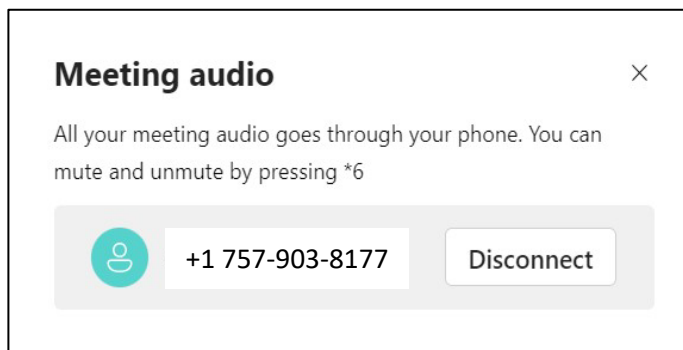 Meeting audio
All your meeting audio goes through your phone. You can
mute and unmute by pressing *6
+1 757-903-8177
Disconnect